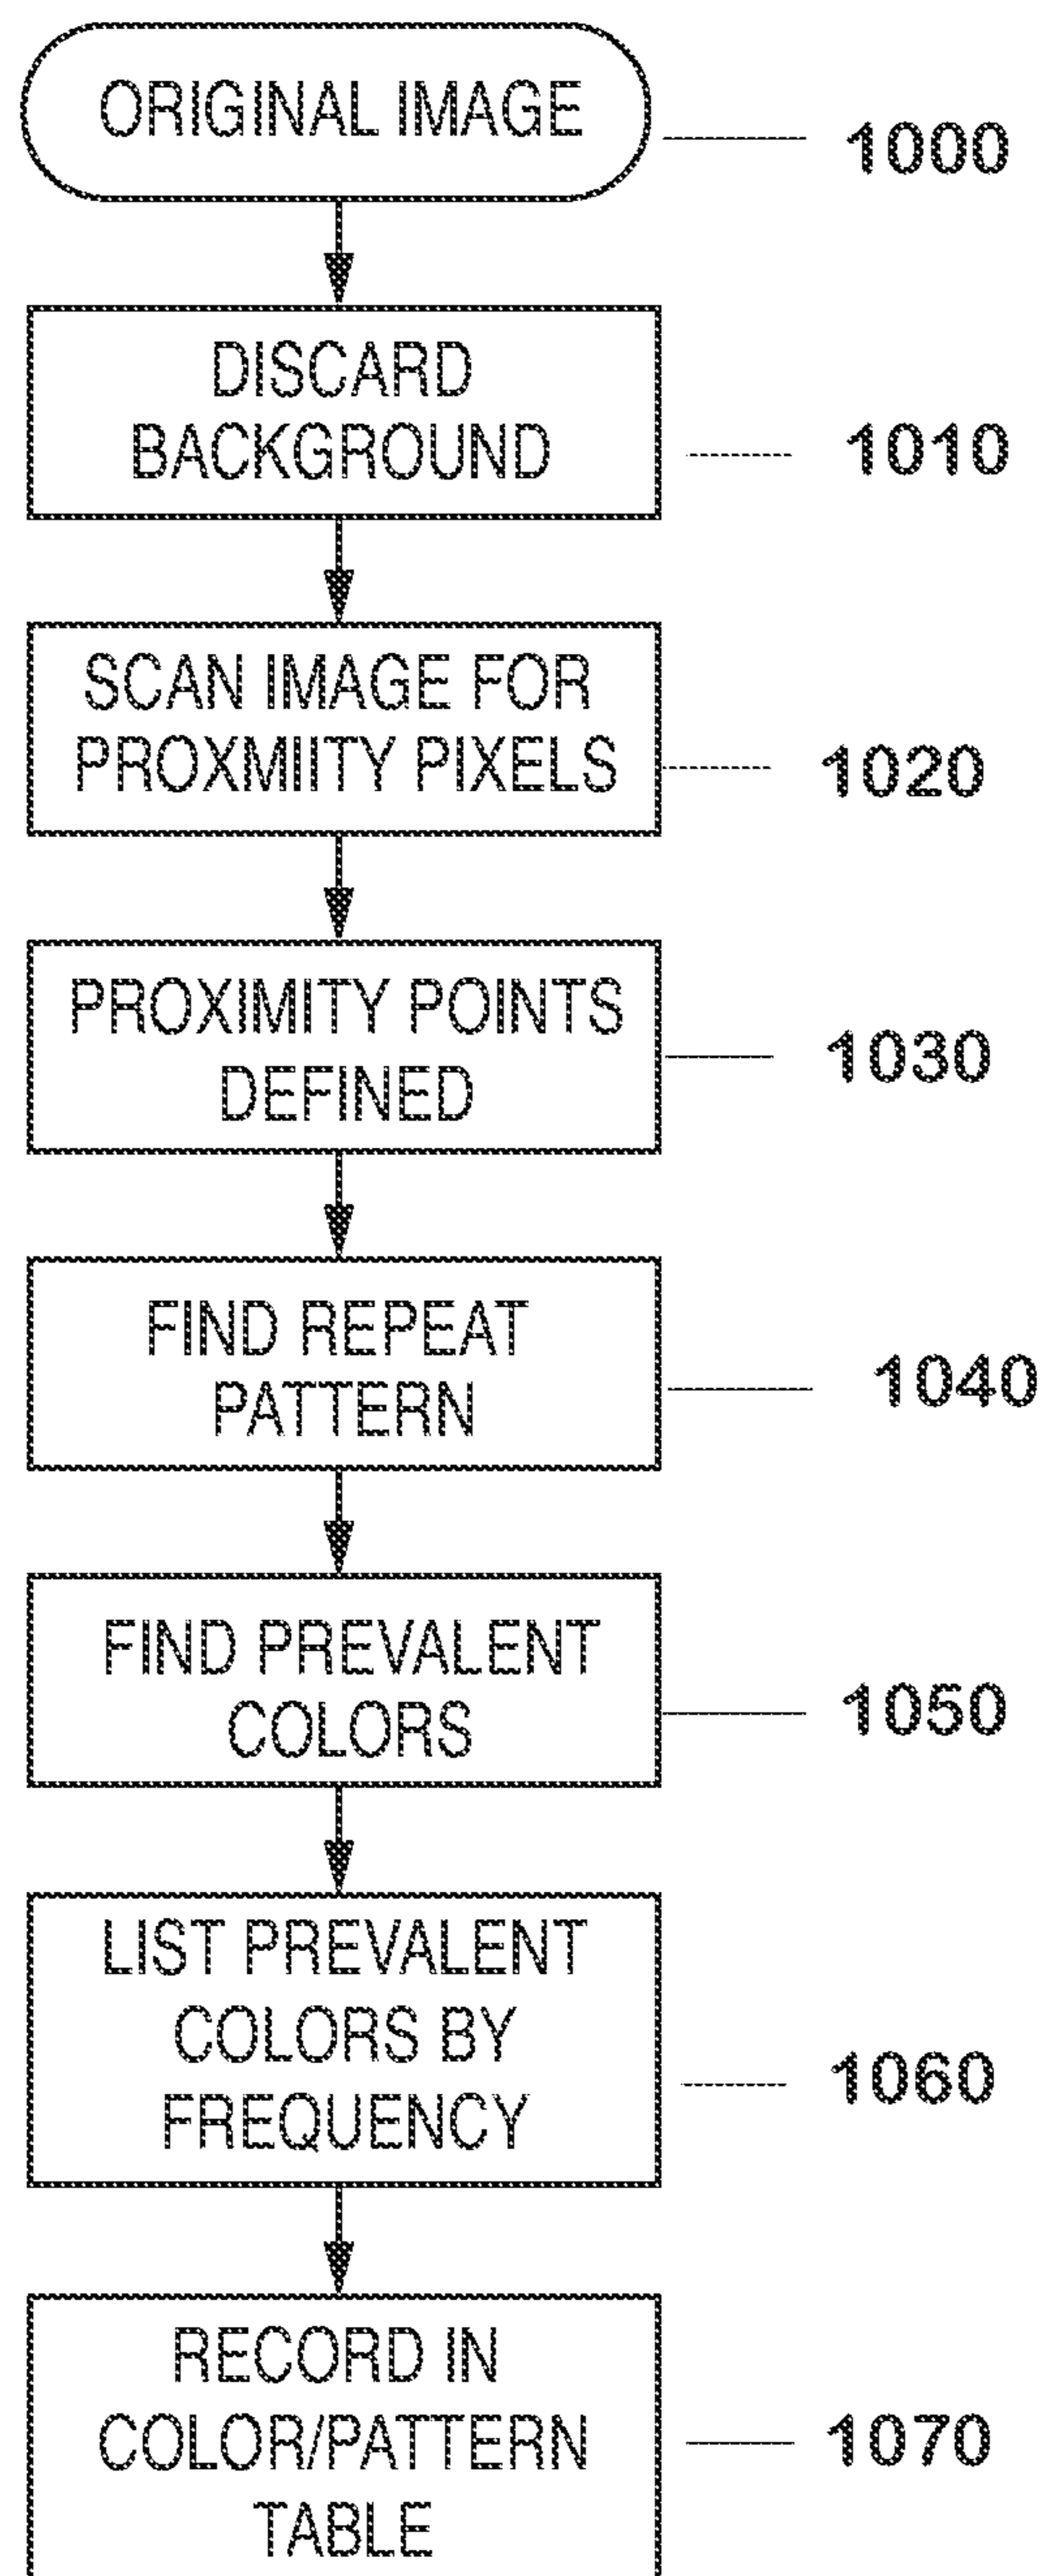 ORIGINAL IMAGE
1000
DISCARD
BACKGROUND
1010
SCAN IMAGE FOR
PROXMIITY PIXELS
1020
PROXIMITY POINTS
DEFINED
1030
FIND REPEAT
PATTERN
1040
FIND PREVALENT
COLORS
1050
LIST PREVALENT
COLORS BY
FREQUENCY
1060
RECORD IN
COLOR/PATTERN
TABLE
1070